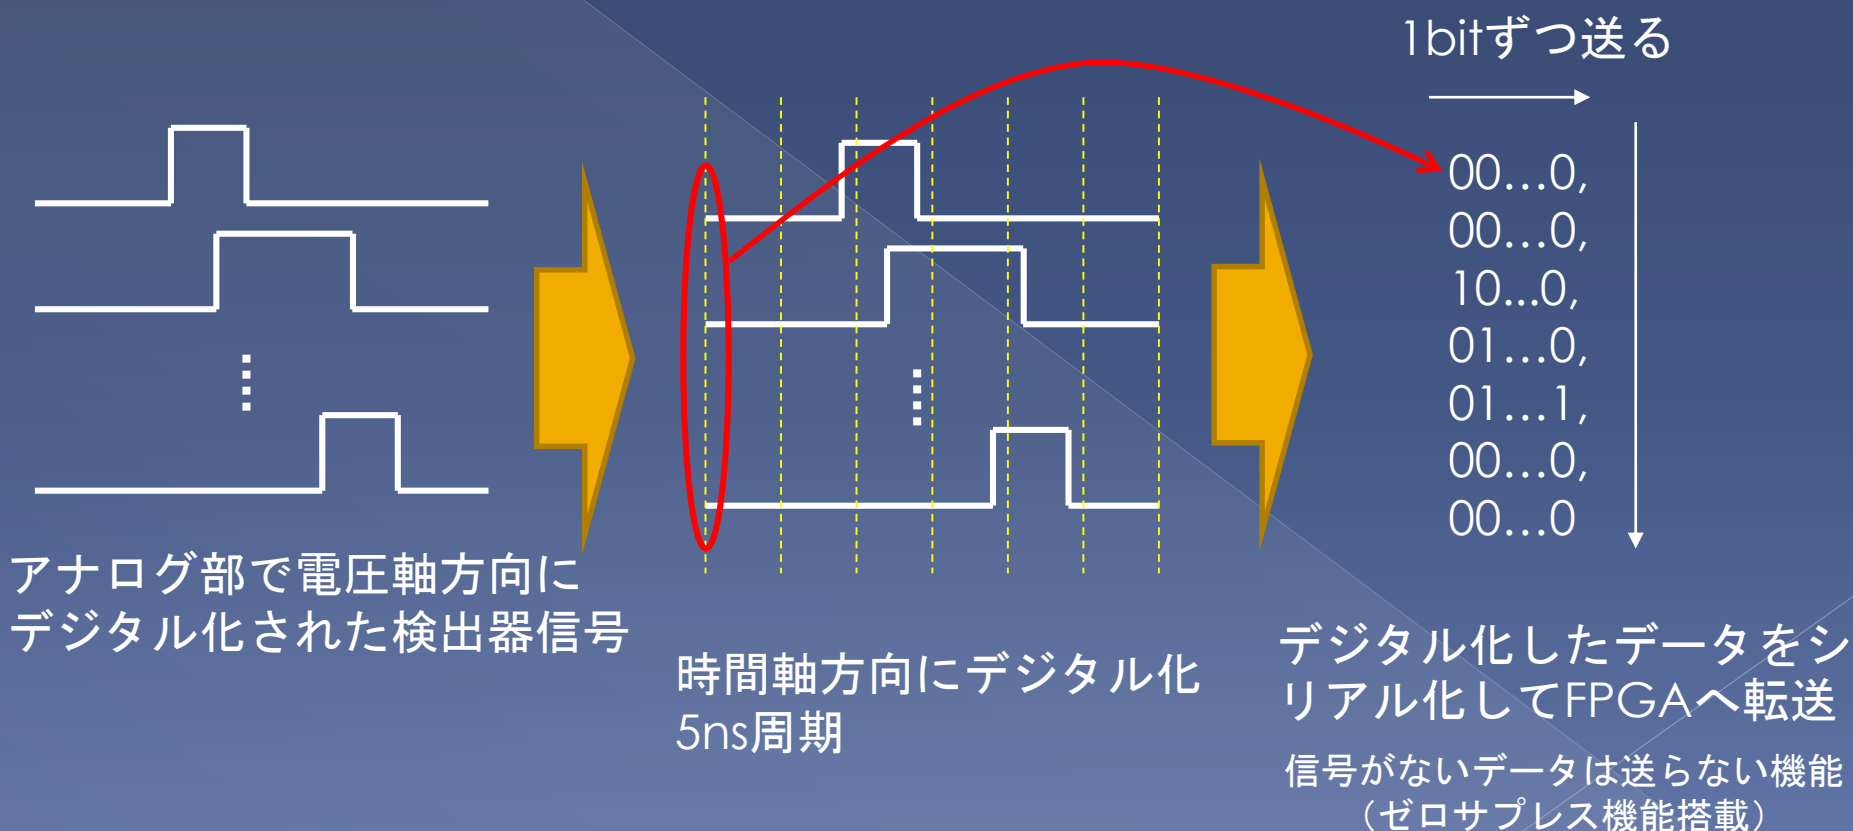 1bitずつ送る
00…0,
00…0,
10…0,
01…0,
01…1,
00…0,
00…0
アナログ部で電圧軸方向に
デジタル化された検出器信号
時間軸方向にデジタル化
5ns周期
デジタル化したデータをシ
リアル化してFPGAへ転送
信号がないデータは送らない機能
（ゼロサプレス機能搭載）